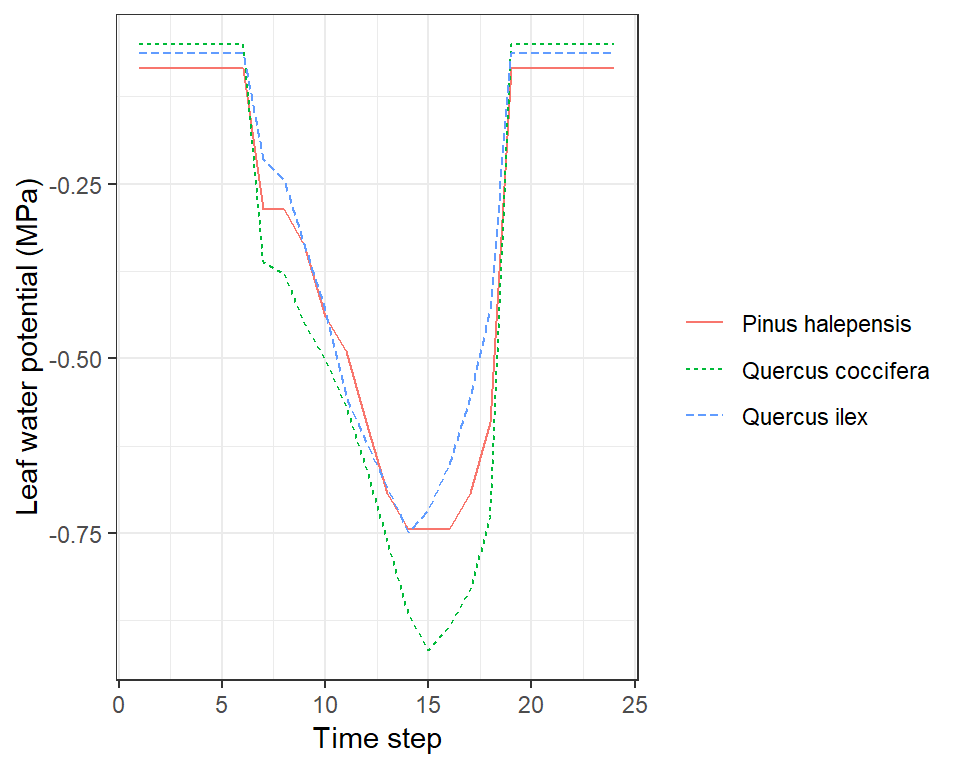 Leaf water potential (MPa)
-0.25
-0.50
-0.75
0
5
10
15
20
25
Time step
Pinus halepensis
Quercus coccifera
Quercus ilex